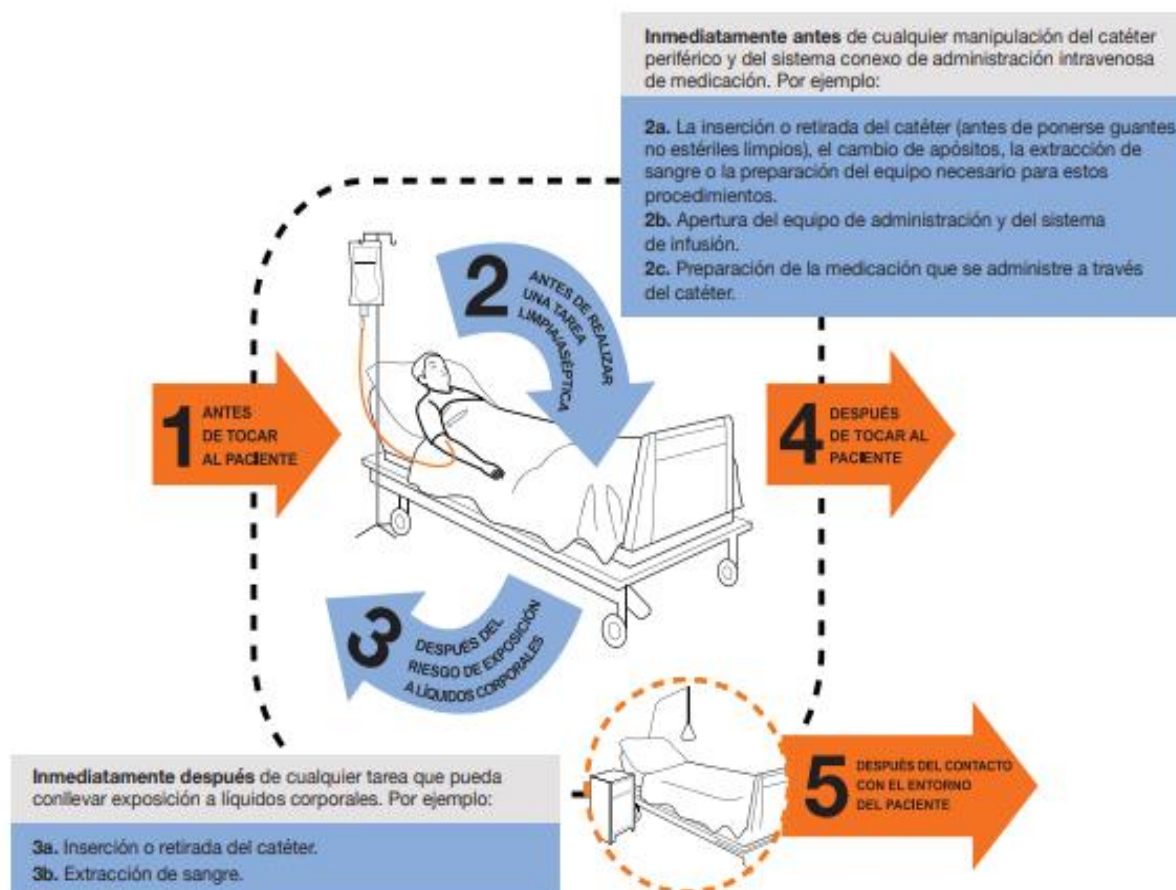 Inmediatamente antes de cualquier manipulación del catéter
periférico y del sistema conexo de administración intravenosa
de medicación. Por ejemplo:
2a. La inserción o retirada del catéter (antes de ponerse guantes
no estériles limpios), el cambio de apósitos, la extracción de
sangre o la preparación del equipo necesario para estos
procedimientos.
2b. Apertura del equipo de administración y del sistema
de infusión.
2c. Preparación de la medicación que se administre a través
del catéter.
2
ANTES DE REALIZAR
UNA TAREA
LIMPIA/ASÉPTICA
1
ANTES
DE TOCAR
AL PACIENTE
4
DESPUÉS
DE TOCAR AL
PACIENTE
3
DESPUÉS DEL
RIESGO DE EXPOSICIÓN
A LÍQUIDOS CORPORALES
5
DESPUÉS DEL CONTACTO
CON EL ENTORNO
DEL PACIENTE
Inmediatamente después de cualquier tarea que pueda
conllevar exposición a líquidos corporales. Por ejemplo:
3a. Inserción o retirada del catéter.
3b. Extracción de sangre.